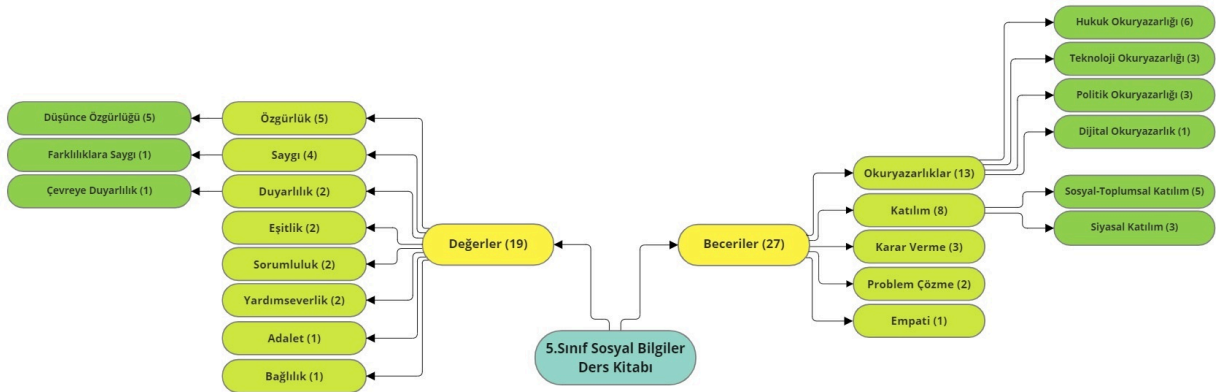 Düşünce Özgürlüğü (5)
Farklılıklara Saygı (1)
Çevreye Duyarlılık (1)
Özgürlük (5)
Saygı (4)
Duyarlılık (2)
Eşitlik (2)
Sorumluluk (2)
Yardımseverlik (2)
Adalet (1)
Bağlılık (1)
Değerler (19)
5.Sınıf Sosyal Bilgiler
Ders Kitabı
Beceriler (27)
Okuryazarlıklar (13)
Katılım (8)
Karar Verme (3)
Problem Çözme (2)
Empati (1)
Hukuk Okuryazarlığı (6)
Teknoloji Okuryazarlığı (3)
Politik Okuryazarlığı (3)
Dijital Okuryazarlık (1)
Sosyal-Toplumsal Katılım (5)
Siyasal Katılım (3)